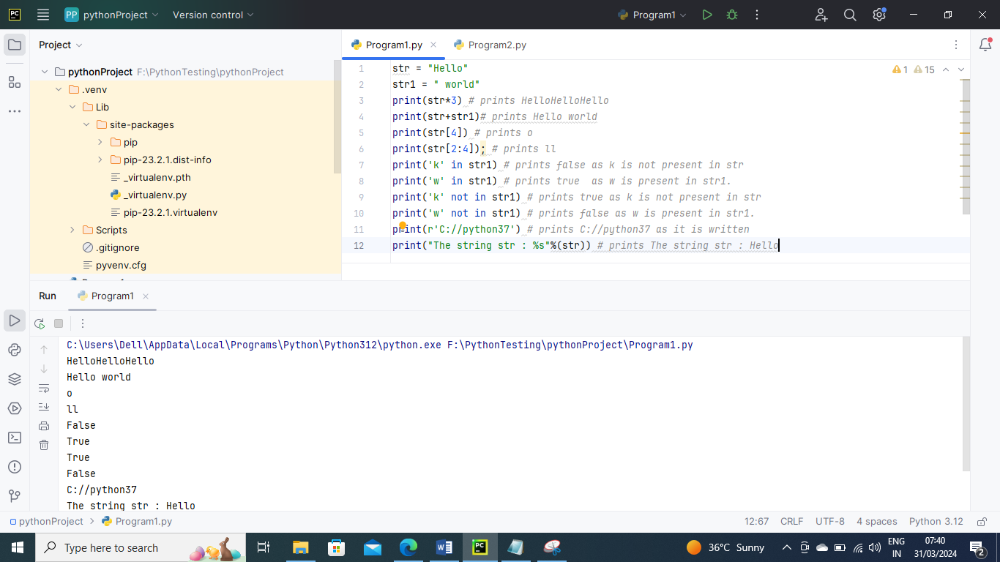 PC
PP pythonProject Version control Program1
Project
Program1.py Program2.py
pythonProject F:\PythonTesting\pythonProject
.venv
Lib
site-packages
pip
pip-23.2.1.dist-info
_virtualenv.pth
_virtualenv.py
pip-23.2.1.virtualenv
Scripts
.gitignore
pyvenv.cfg
1 str = "Hello"
2 str1 = " world"
3 print(str*3) # prints HelloHelloHello
4 print(str+str1)# prints Hello world
5 print(str[4]) # prints o
6 print(str[2:4]); # prints ll
7 print('k' in str1) # prints false as k is not present in str
8 print('w' in str1) # prints true  as w is present in str1.
9 print('k' not in str1) # prints true as k is not present in str
10 print('w' not in str1) # prints false as w is present in str1.
11 print(r'C://python37') # prints C://python37 as it is written
12 print("The string str : %s"%(str)) # prints The string str : Hello
1 15
Run Program1
C:\Users\Dell\AppData\Local\Programs\Python\Python312\python.exe F:\PythonTesting\pythonProject\Program1.py
HelloHelloHello
Hello world
o
ll
False
True
True
False
C://python37
The string str : Hello
pythonProject Program1.py 12:67 CRLF UTF-8 4 spaces Python 3.12
Type here to search
W
PC
36°C Sunny
ENG
IN
07:40
31/03/2024
2